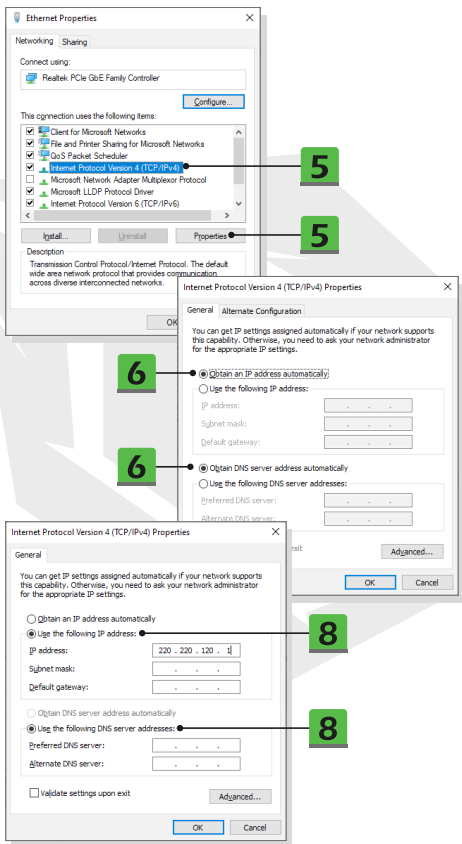 Ethernet Properties
Networking Sharing
Connect using:
Realtek PCIe GbE Family Controller
Configure...
This connection uses the following items:
Client for Microsoft Networks
File and Printer Sharing for Microsoft Networks
QoS Packet Scheduler
Internet Protocol Version 4 (TCP/IPv4)
5
Microsoft Network Adapter Multiplexor Protocol
Microsoft LLDP Protocol Driver
Internet Protocol Version 6 (TCP/IPv6)
Install... Uninstall Properties
5
Description
Transmission Control Protocol/Internet Protocol. The default
wide area network protocol that provides communication
across diverse interconnected networks.
OK
Internet Protocol Version 4 (TCP/IPv4) Properties
General Alternate Configuration
You can get IP settings assigned automatically if your network supports
this capability. Otherwise, you need to ask your network administrator
for the appropriate IP settings.
6
Obtain an IP address automatically
Use the following IP address:
IP address:
Subnet mask:
Default gateway:
6
Obtain DNS server address automatically
Use the following DNS server addresses:
Preferred DNS server:
Alternate DNS server:
exit
Advanced...
OK Cancel
Internet Protocol Version 4 (TCP/IPv4) Properties
General
You can get IP settings assigned automatically if your network supports
this capability. Otherwise, you need to ask your network administrator
for the appropriate IP settings.
Obtain an IP address automatically
Use the following IP address:
8
IP address: 220 . 220 . 120 . 1
Subnet mask:
Default gateway:
Obtain DNS server address automatically
Use the following DNS server addresses:
8
Preferred DNS server:
Alternate DNS server:
Validate settings upon exit
Advanced...
OK Cancel